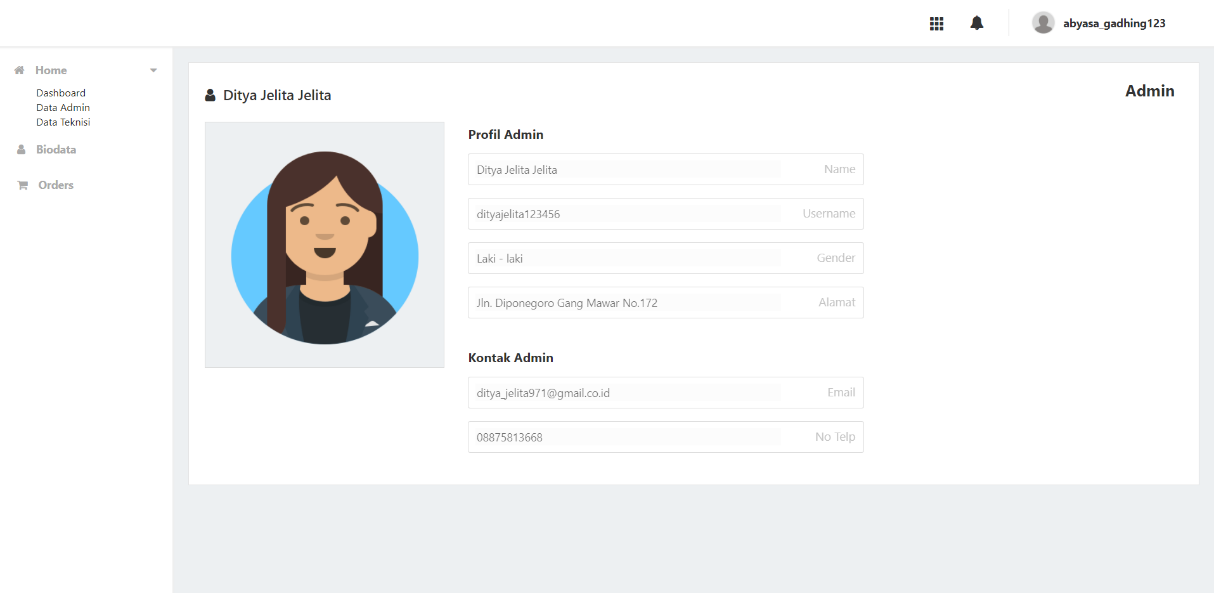 abyasa_gadhing123
Home
Dashboard
Data Admin
Data Teknisi
Biodata
Orders
Ditya Jelita Jelita
Admin
Profil Admin
Ditya Jelita Jelita Name
dityajelita123456 Username
Laki - laki Gender
Jln. Diponegoro Gang Mawar No.172 Alamat
Kontak Admin
ditya_jelita971@gmail.co.id Email
08875813668 No Telp